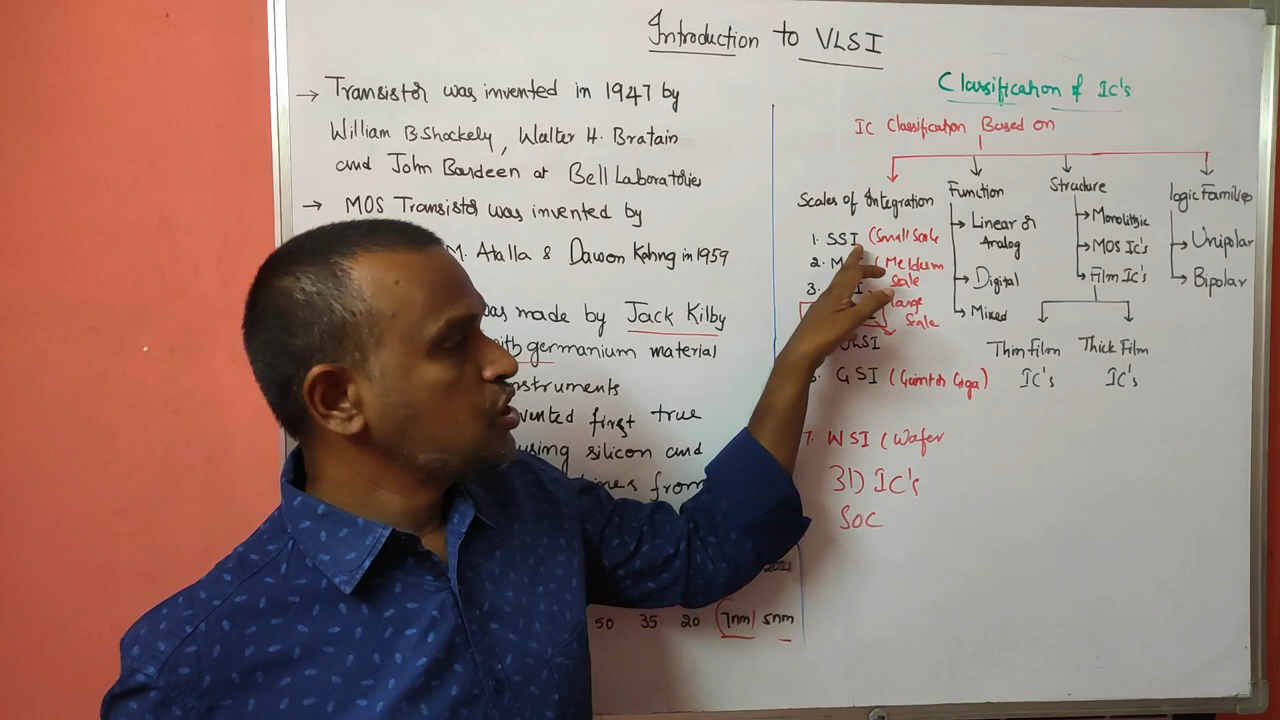 Introduction to VLSI
→ Transistor was invented in 1947 by
William B Shockely, Walter H. Bratain
and John Bardeen at Bell Laboratories
→ MOS Transistor was invented by
M. Atalla & Dawon Kahng in 1959
was made by Jack Kilby
with germanium material
instruments
first true
using silicon and
from
2021
50 35 20 7nm 5nm
Classification of IC's
IC Classification Based on
Scales of Integration
1. SSI (Small Scale
2. M (Meldum
Scale
3.
large
Scale
ULSI
GSI (Giant or Giga)
7. WSI (Wafer
3D IC's
SOC
Function
Linear or
Analog
Digital
Mixed
Structure
Monolithic
MOS IC's
Film IC's
Thin Film
IC's
Thick Film
IC's
logic Families
Unipolar
Bipolar